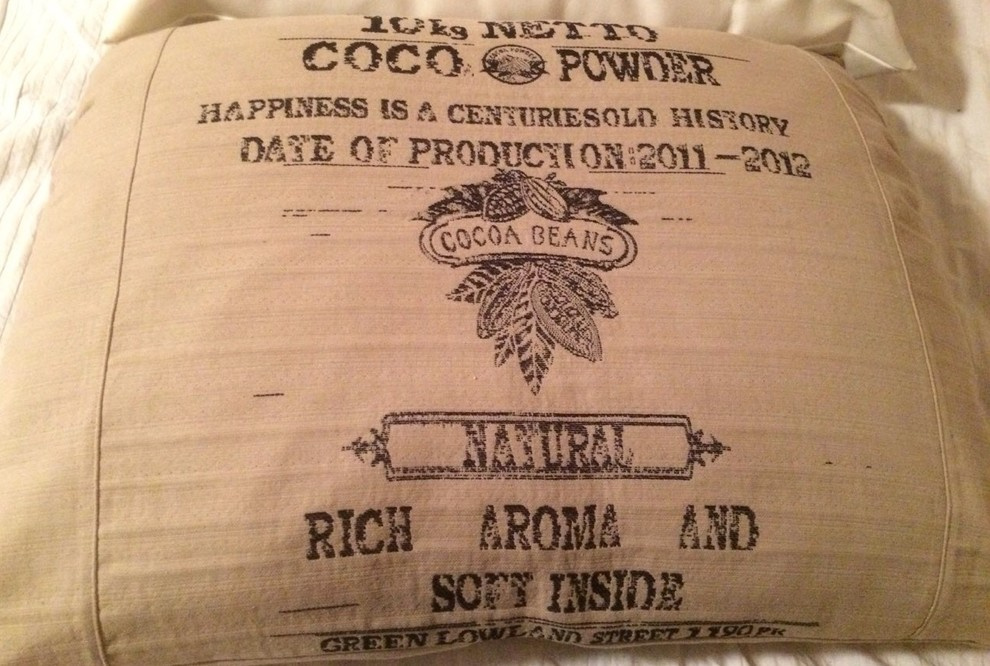 10kg NETTO
COCO POWDER
HAPPINESS IS A CENTURIESOLD HISTORY
DATE OF PRODUCTION:2011-2012
COCOA BEANS
NATURAL
RICH AROMA AND
SOFT INSIDE
GREEN LOWLAND STREET 1190PK